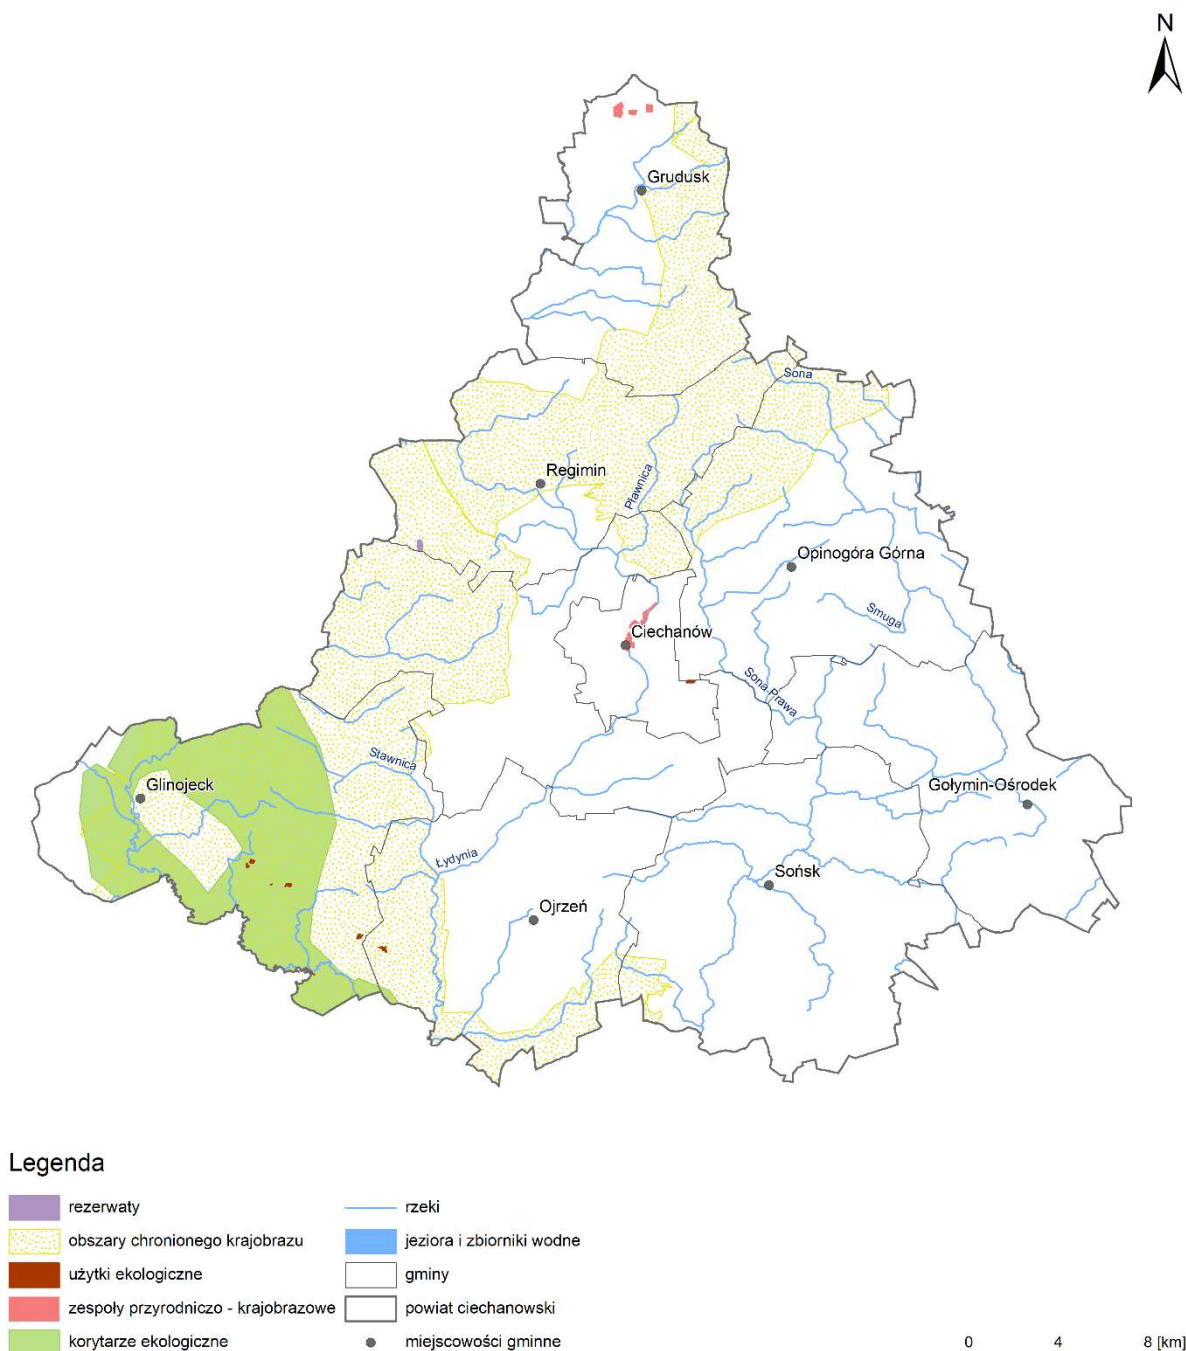 N
Grudusk
Sona
Regimin
Pławnica
Opinogóra Górna
Smuga
Ciechanów
Sona Prawa
Stawnica
Glinojeck
Gołymin-Ośrodek
Łydynia
Sońsk
Ojrzeń
Legenda
rezerwaty
obszary chronionego krajobrazu
użytki ekologiczne
zespoły przyrodniczo - krajobrazowe
korytarze ekologiczne
rzeki
jeziora i zbiorniki wodne
gminy
powiat ciechanowski
miejscowości gminne
0 4 8 [km]